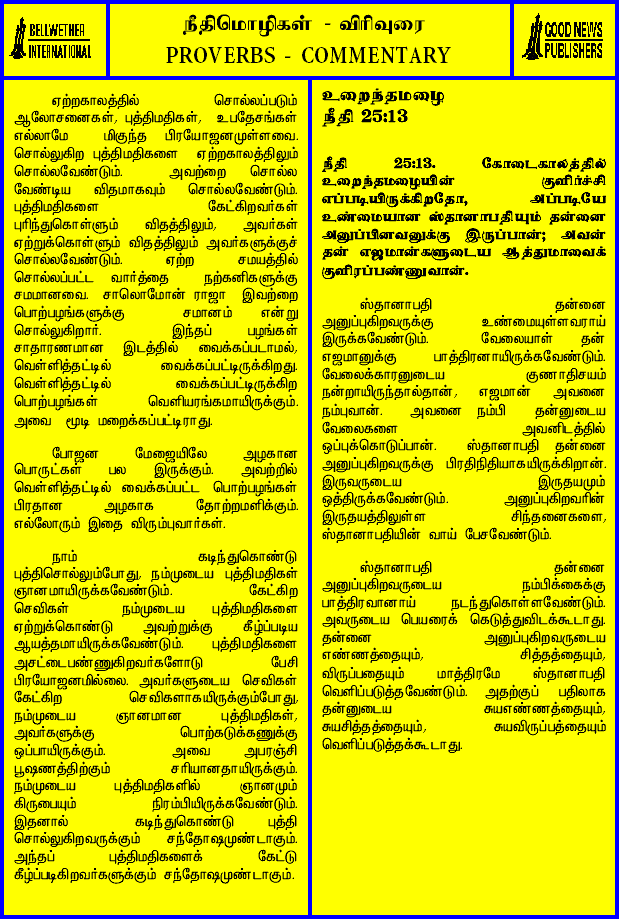 BELLWETHER
INTERNATIONAL
நீதிமொழிகள் - விரிவுரை
PROVERBS - COMMENTARY
GOOD NEWS
PUBLISHERS
ஏற்றகாலத்தில் சொல்லப்படும்
ஆலோசனைகள், புத்திமதிகள், உபதேசங்கள்
எல்லாமே மிகுந்த பிரயோஜனமுள்ளவை.
சொல்லுகிற புத்திமதிகளை ஏற்றகாலத்திலும்
சொல்லவேண்டும். அவற்றை சொல்ல
வேண்டிய விதமாகவும் சொல்லவேண்டும்.
புத்திமதிகளை கேட்கிறவர்கள்
புரிந்துகொள்ளும் விதத்திலும், அவர்கள்
ஏற்றுக்கொள்ளும் விதத்திலும் அவர்களுக்குச்
சொல்லவேண்டும். ஏற்ற சமயத்தில்
சொல்லப்பட்ட வார்த்தை நற்கனிகளுக்கு
சமமானவை. சாலொமோன் ராஜா இவற்றை
பொற்பழங்களுக்கு சமானம் என்று
சொல்லுகிறார். இந்தப் பழங்கள்
சாதாரணமான இடத்தில் வைக்கப்படாமல்,
வெள்ளித்தட்டில் வைக்கப்பட்டிருக்கிறது.
வெள்ளித்தட்டில் வைக்கப்பட்டிருக்கிற
பொற்பழங்கள் வெளியரங்கமாயிருக்கும்.
அவை மூடி மறைக்கப்பட்டிராது.
போஜன மேஜையிலே அழகான
பொருட்கள் பல இருக்கும். அவற்றில்
வெள்ளித்தட்டில் வைக்கப்பட்ட பொற்பழங்கள்
பிரதான அழகாக தோற்றமளிக்கும்.
எல்லோரும் இதை விரும்புவார்கள்.
நாம் கடிந்துகொண்டு
புத்திசொல்லும்போது, நம்முடைய புத்திமதிகள்
ஞானமாயிருக்கவேண்டும். கேட்கிற
செவிகள் நம்முடைய புத்திமதிகளை
ஏற்றுக்கொண்டு அவற்றுக்கு கீழ்ப்படிய
ஆயத்தமாயிருக்கவேண்டும். புத்திமதிகளை
அசட்டைபண்ணுகிறவர்களோடு பேசி
பிரயோஜனமில்லை. அவர்களுடைய செவிகள்
கேட்கிற செவிகளாகயிருக்கும்போது,
நம்முடைய ஞானமான புத்திமதிகள்,
அவர்களுக்கு பொற்கடுக்கணுக்கு
ஒப்பாயிருக்கும். அவை அபரஞ்சி
பூஷணத்திற்கும் சரியானதாயிருக்கும்.
நம்முடைய புத்திமதிகளில் ஞானமும்
கிருபையும் நிரம்பியிருக்கவேண்டும்.
இதனால் கடிந்துகொண்டு புத்தி
சொல்லுகிறவருக்கும் சந்தோஷமுண்டாகும்.
அந்தப் புத்திமதிகளைக் கேட்டு
கீழ்ப்படிகிறவர்களுக்கும் சந்தோஷமுண்டாகும்.
உறைந்தமழை
நீதி 25:13
நீதி 25:13. கோடைகாலத்தில்
உறைந்தமழையின் குளிர்ச்சி
எப்படியிருக்கிறதோ, அப்படியே
உண்மையான ஸ்தானாபதியும் தன்னை
அனுப்பினவனுக்கு இருப்பான்; அவன்
தன் எஜமான்களுடைய ஆத்துமாவைக்
குளிரப்பண்ணுவான்.
ஸ்தானாபதி தன்னை
அனுப்புகிறவருக்கு உண்மையுள்ளவராய்
இருக்கவேண்டும். வேலையாள் தன்
எஜமானுக்கு பாத்திரனாயிருக்கவேண்டும்.
வேலைக்காரனுடைய குணாதிசயம்
நன்றாயிருந்தால்தான், எஜமான் அவனை
நம்புவான். அவனை நம்பி தன்னுடைய
வேலைகளை அவனிடத்தில்
ஒப்புக்கொடுப்பான். ஸ்தானாபதி தன்னை
அனுப்புகிறவருக்கு பிரதிநிதியாகயிருக்கிறான்.
இருவருடைய இருதயமும்
ஒத்திருக்கவேண்டும். அனுப்புகிறவரின்
இருதயத்திலுள்ள சிந்தனைகளை,
ஸ்தானாபதியின் வாய் பேசவேண்டும்.
ஸ்தானாபதி தன்னை
அனுப்புகிறவருடைய நம்பிக்கைக்கு
பாத்திரவானாய் நடந்துகொள்ளவேண்டும்.
அவருடைய பெயரைக் கெடுத்துவிடக்கூடாது.
தன்னை அனுப்புகிறவருடைய
எண்ணத்தையும், சித்தத்தையும்,
விருப்பதையும் மாத்திரமே ஸ்தானாபதி
வெளிப்படுத்தவேண்டும். அதற்குப் பதிலாக
தன்னுடைய சுயஎண்ணத்தையும்,
சுயசித்தத்தையும், சுயவிருப்பத்தையும்
வெளிப்படுத்தக்கூடாது.